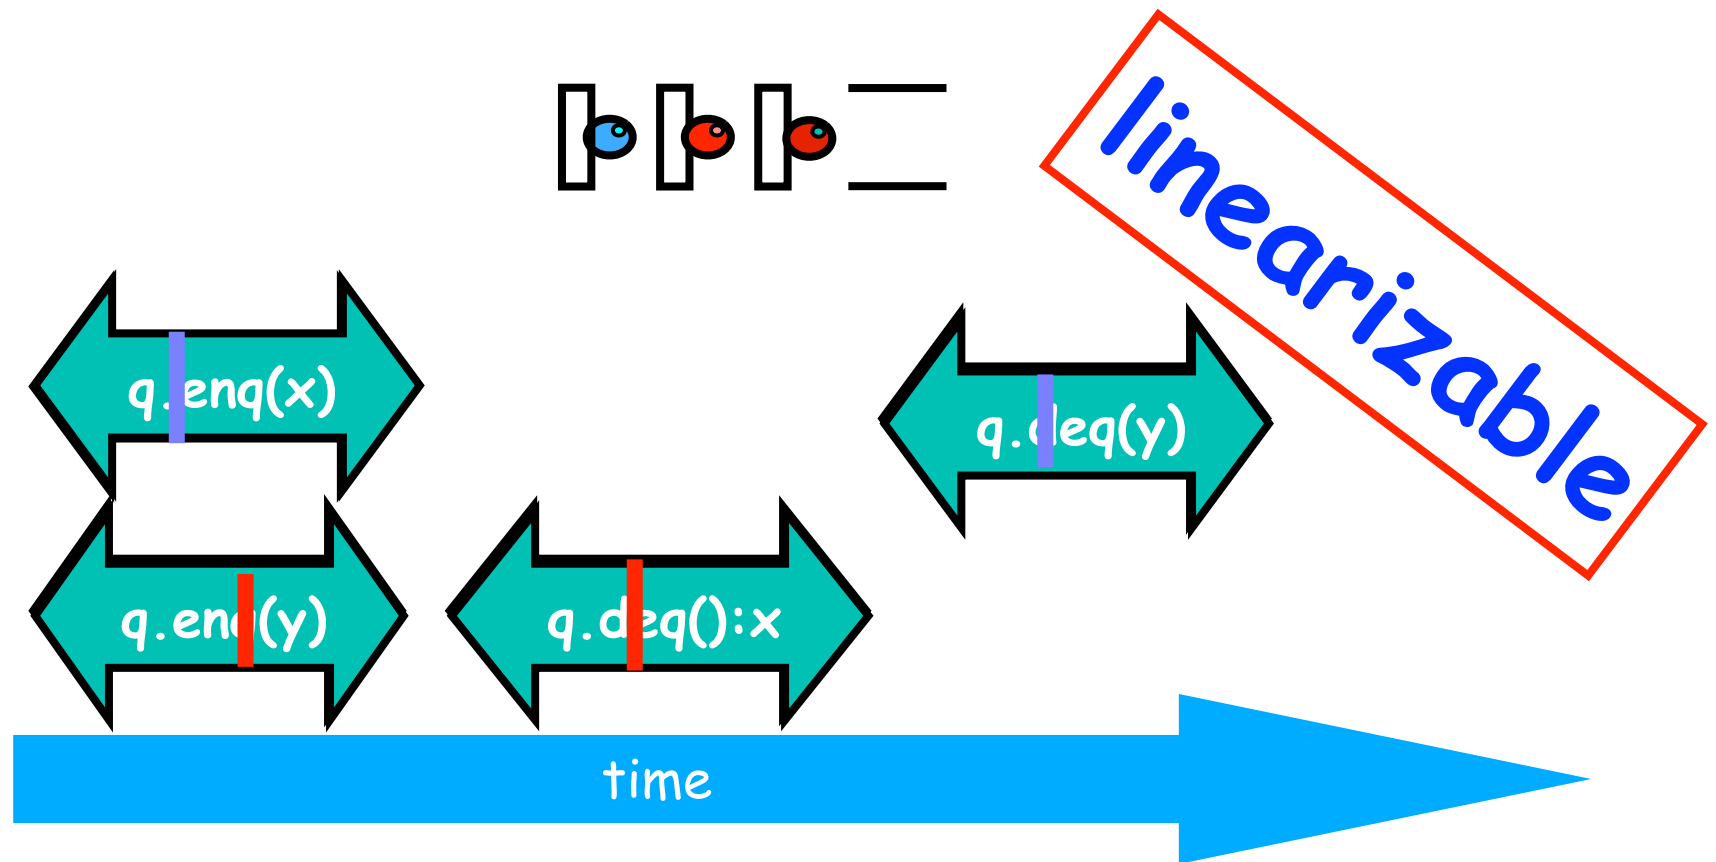 linearizable
q.enq(x)
q.deq(y)
q.enq(y)
q.deq():x
time